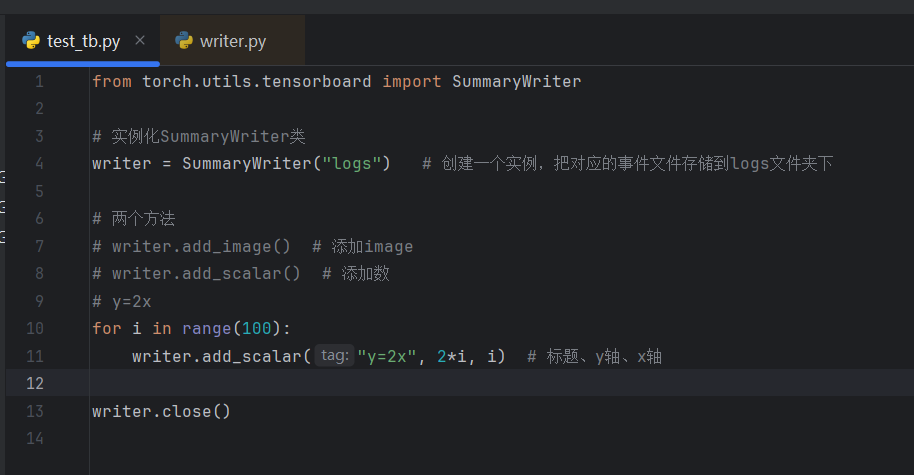 test_tb.py × writer.py
1 from torch.utils.tensorboard import SummaryWriter
2
3 # 实例化SummaryWriter类
4 writer = SummaryWriter("logs") # 创建一个实例，把对应的事件文件存储到logs文件夹下
5
6 # 两个方法
7 # writer.add_image() # 添加image
8 # writer.add_scalar() # 添加数
9 # y=2x
10 for i in range(100):
11 writer.add_scalar( tag: "y=2x", 2*i, i) # 标题、y轴、x轴
12
13 writer.close()
14